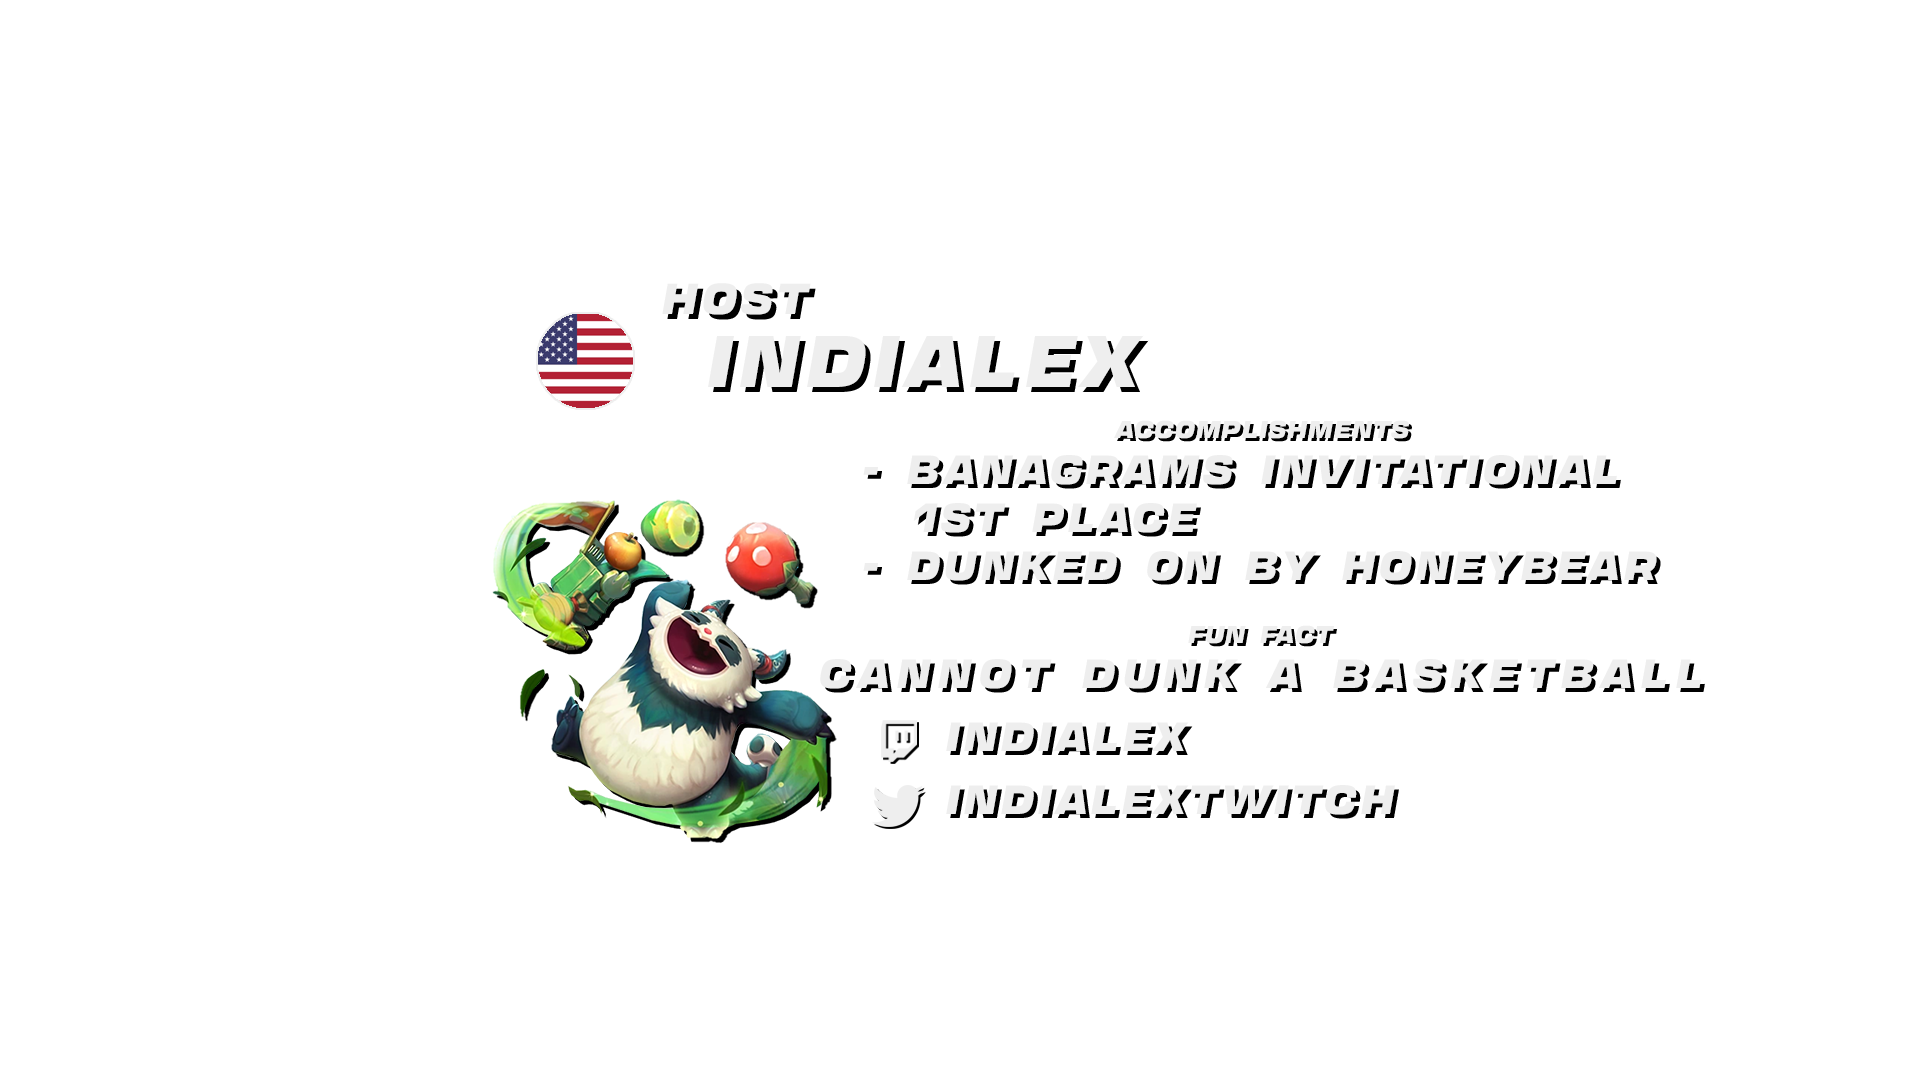 HOST
INDIALEX
ACCOMPLISHMENTS
- BANAGRAMS INVITATIONAL
1ST PLACE
- DUNKED ON BY HONEYBEAR
FUN FACT
CANNOT DUNK A BASKETBALL
INDIALEX
INDIALEXTWITCH